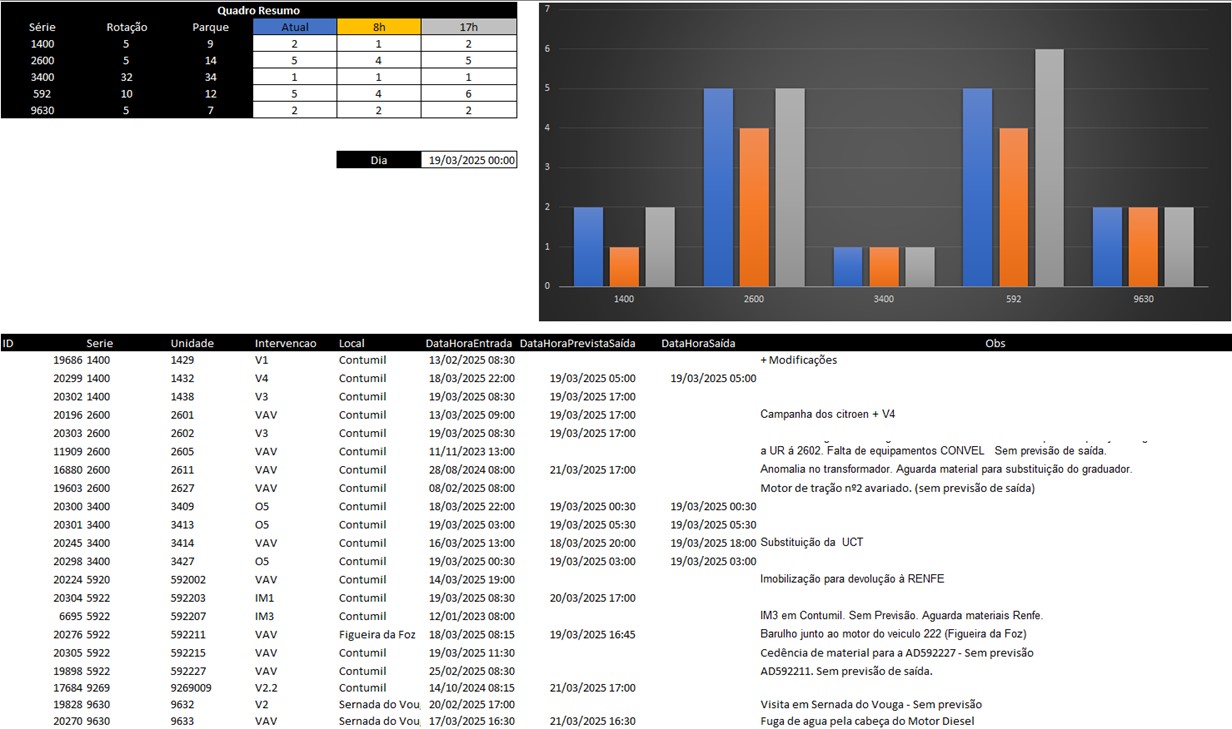 Quadro Resumo
Série Rotação Parque Atual 8h 17h
1400 5 9 2 1 2
2600 5 14 5 4 5
3400 32 34 1 1 1
592 10 12 5 4 6
9630 5 7 2 2 2
Dia 19/03/2025 00:00
7
6
5
4
3
2
1
0
1400 2600 3400 592 9630
ID Serie Unidade Intervencao Local DataHoraEntrada DataHoraPrevistaSaída DataHoraSaída Obs
19686 1400 1429 V1 Contumil 13/02/2025 08:30 + Modificações
20299 1400 1432 V4 Contumil 18/03/2025 22:00 19/03/2025 05:00 19/03/2025 05:00
20302 1400 1438 V3 Contumil 19/03/2025 08:30 19/03/2025 17:00
20196 2600 2601 VAV Contumil 13/03/2025 09:00 19/03/2025 17:00 Campanha dos citroen + V4
20303 2600 2602 V3 Contumil 19/03/2025 08:30 19/03/2025 17:00
11909 2600 2605 VAV Contumil 11/11/2023 13:00 a UR á 2602. Falta de equipamentos CONVEL Sem previsão de saída.
16880 2600 2611 VAV Contumil 28/08/2024 08:00 21/03/2025 17:00 Anomalia no transformador. Aguarda material para substituição do graduador.
19603 2600 2627 VAV Contumil 08/02/2025 08:00 Motor de tração nº2 avariado. (sem previsão de saída)
20300 3400 3409 O5 Contumil 18/03/2025 22:00 19/03/2025 00:30 19/03/2025 00:30
20301 3400 3413 O5 Contumil 19/03/2025 03:00 19/03/2025 05:30 19/03/2025 05:30
20245 3400 3414 VAV Contumil 16/03/2025 13:00 18/03/2025 20:00 19/03/2025 18:00 Substituição da UCT
20298 3400 3427 O5 Contumil 19/03/2025 00:30 19/03/2025 03:00 19/03/2025 03:00
20224 5920 592002 VAV Contumil 14/03/2025 19:00 Imobilização para devolução à RENFE
20304 5922 592203 IM1 Contumil 19/03/2025 08:30 20/03/2025 17:00
6695 5922 592207 IM3 Contumil 12/01/2023 08:00 IM3 em Contumil. Sem Previsão. Aguarda materiais Renfe.
20276 5922 592211 VAV Figueira da Foz 18/03/2025 08:15 19/03/2025 16:45 Barulho junto ao motor do veiculo 222 (Figueira da Foz)
20305 5922 592215 VAV Contumil 19/03/2025 11:30 Cedência de material para a AD592227 - Sem previsão
19898 5922 592227 VAV Contumil 25/02/2025 08:30 AD592211. Sem previsão de saída.
17684 9269 9269009 V2.2 Contumil 14/10/2024 08:15 21/03/2025 17:00
19828 9630 9632 V2 Sernada do Vou 20/02/2025 17:00 Visita em Sernada do Vouga - Sem previsão
20270 9630 9633 VAV Sernada do Vou 17/03/2025 16:30 21/03/2025 16:30 Fuga de agua pela cabeça do Motor Diesel